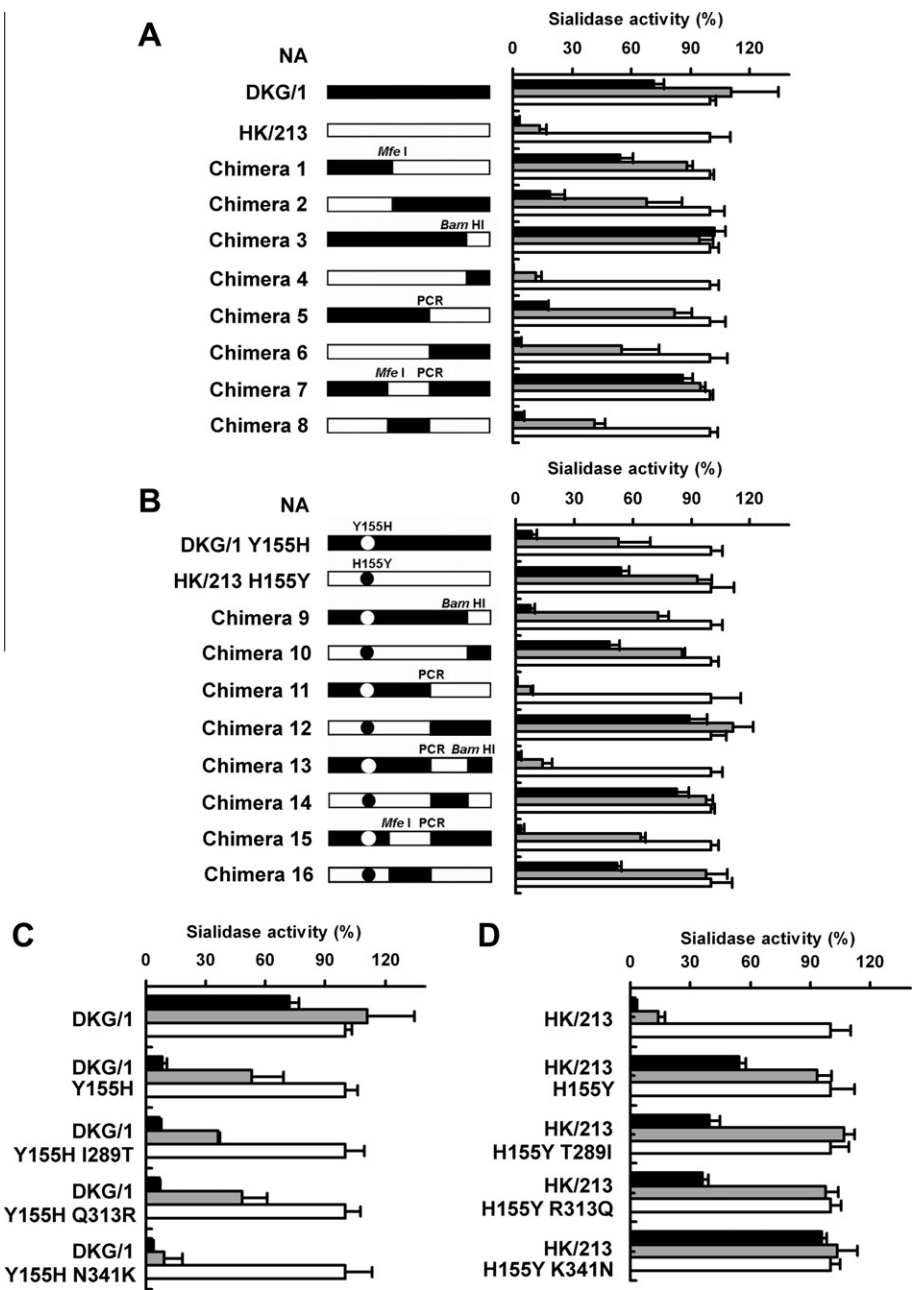 A
Sialidase activity (%)
NA
0 30 60 90 120
DKG/1
HK/213
Mfe I
Chimera 1
Chimera 2
Bam HI
Chimera 3
Chimera 4
PCR
Chimera 5
Chimera 6
Mfe I PCR
Chimera 7
Chimera 8
B
Sialidase activity (%)
NA
0 30 60 90 120
Y155H
DKG/1 Y155H
H155Y
HK/213 H155Y
Bam HI
Chimera 9
Chimera 10
PCR
Chimera 11
Chimera 12
PCR Bam HI
Chimera 13
Chimera 14
Mfe I PCR
Chimera 15
Chimera 16
C
Sialidase activity (%)
0 30 60 90 120
DKG/1
DKG/1
Y155H
DKG/1
Y155H I289T
DKG/1
Y155H Q313R
DKG/1
Y155H N341K
D
Sialidase activity (%)
0 30 60 90 120
HK/213
HK/213
H155Y
HK/213
H155Y T289I
HK/213
H155Y R313Q
HK/213
H155Y K341N